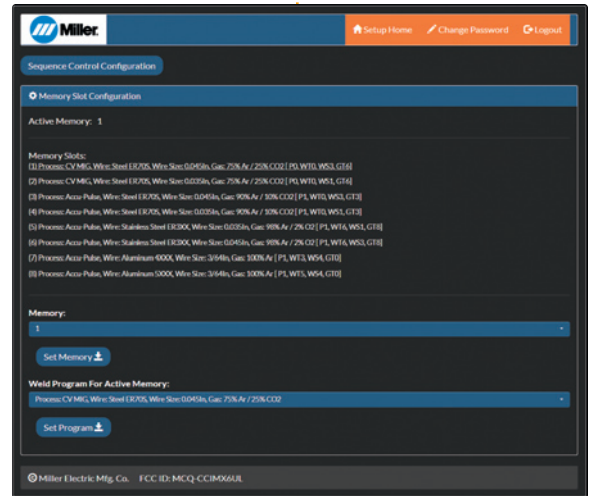 Miller
Setup Home Change Password Logout
Sequence Control Configuration
Memory Slot Configuration
Active Memory: 1
Memory Slots:
(1) Process: CV MIG, Wire: Steel ER70S, Wire Size: 0.045In, Gas: 75% Ar / 25% CO2 [ P0, WT0, WS3, GT6]
(2) Process: CV MIG, Wire: Steel ER70S, Wire Size: 0.035In, Gas: 75% Ar / 25% CO2 [ P0, WT0, WS1, GT6]
(3) Process: Accu-Pulse, Wire: Steel ER70S, Wire Size: 0.045In, Gas: 90% Ar / 10% CO2 [ P1, WT0, WS3, GT3]
(4) Process: Accu-Pulse, Wire: Steel ER70S, Wire Size: 0.035In, Gas: 90% Ar / 10% CO2 [ P1, WT0, WS1, GT3]
(5) Process: Accu-Pulse, Wire: Stainless Steel ER3XX, Wire Size: 0.035In, Gas: 98% Ar / 2% O2 [ P1, WT6, WS1, GT8]
(6) Process: Accu-Pulse, Wire: Stainless Steel ER3XX, Wire Size: 0.045In, Gas: 98% Ar / 2% O2 [ P1, WT6, WS3, GT8]
(7) Process: Accu-Pulse, Wire: Aluminum 4XXX, Wire Size: 3/64In, Gas: 100% Ar [ P1, WT3, WS4, GT0]
(8) Process: Accu-Pulse, Wire: Aluminum 5XXX, Wire Size: 3/64In, Gas: 100% Ar [ P1, WT5, WS4, GT0]
Memory:
1
Set Memory
Weld Program For Active Memory:
Process: CV MIG, Wire: Steel ER70S, Wire Size: 0.045In, Gas: 75% Ar / 25% CO2
Set Program
Miller Electric Mfg. Co. FCC ID: MCQ-CCIMX6UL